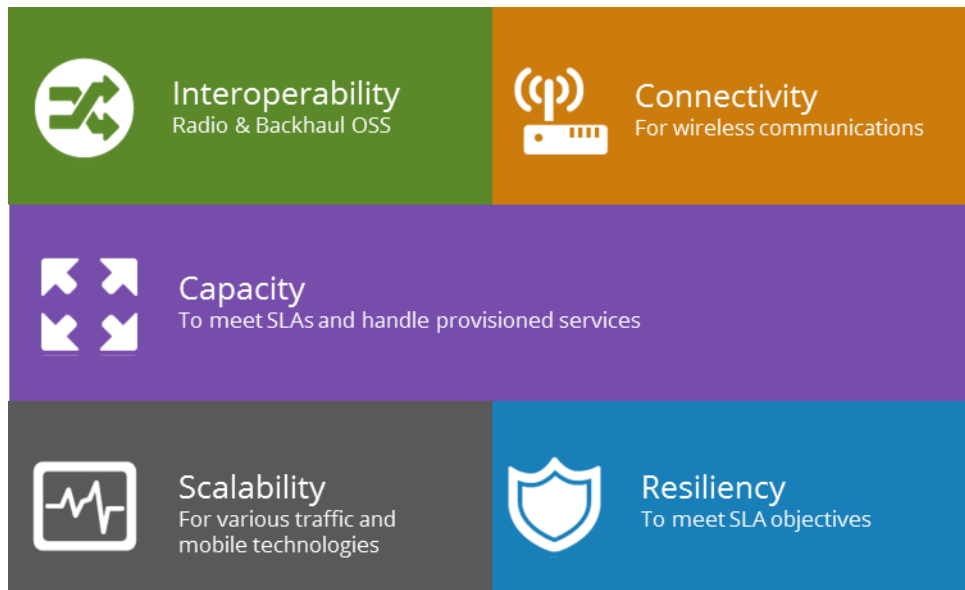 Interoperability
Radio & Backhaul OSS
Connectivity
For wireless communications
Capacity
To meet SLAs and handle provisioned services
Scalability
For various traffic and
mobile technologies
Resiliency
To meet SLA objectives